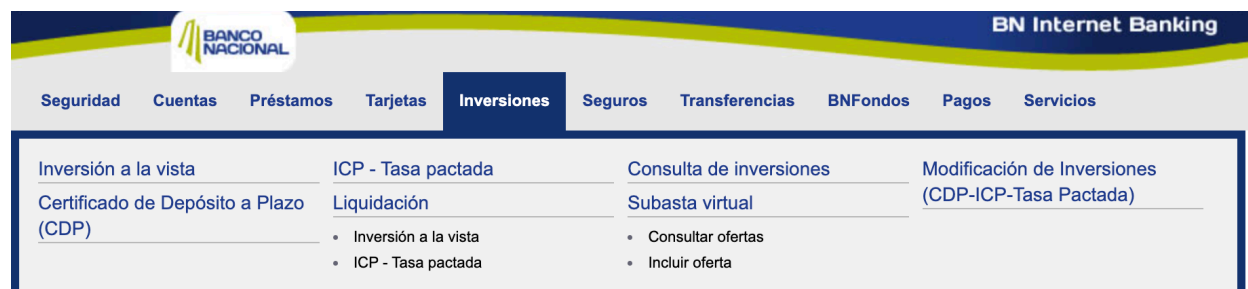 BANCO
NACIONAL
BN Internet Banking
Seguridad Cuentas Préstamos Tarjetas Inversiones Seguros Transferencias BNFondos Pagos Servicios
Inversión a la vista
Certificado de Depósito a Plazo
(CDP)
ICP - Tasa pactada
Liquidación
• Inversión a la vista
• ICP - Tasa pactada
Consulta de inversiones
Subasta virtual
• Consultar ofertas
• Incluir oferta
Modificación de Inversiones
(CDP-ICP-Tasa Pactada)